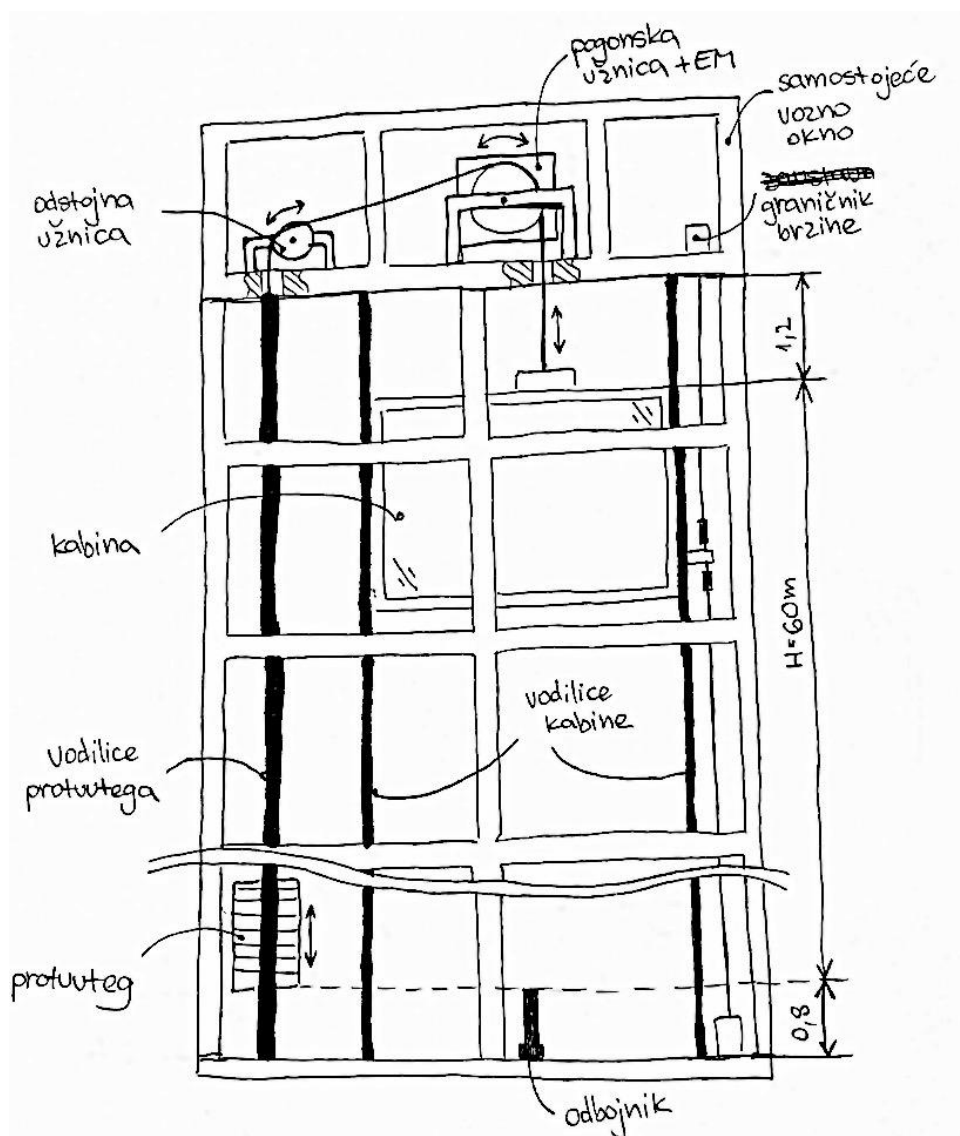 pogonska
užnica + EM
samostojeće
vozno
okno
graničnik
brzine
odstojna
užnica
1,2
kabina
H=60m
vodilice
kabine
vodilice
protuutega
protuuteg
0,8
odbojnik